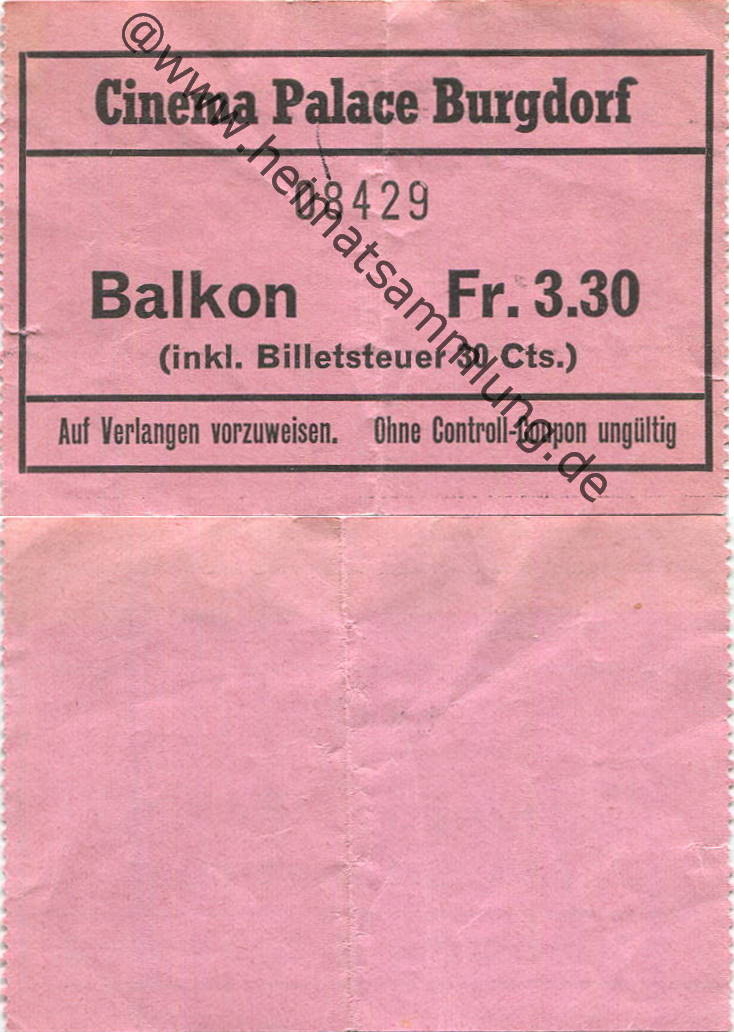 Cinema Palace Burgdorf
08429
Balkon Fr. 3.30
(inkl. Billetsteuer 30 Cts.)
Auf Verlangen vorzuweisen. Ohne Controll-Coupon ungültig
@www.heimatsammlung.de